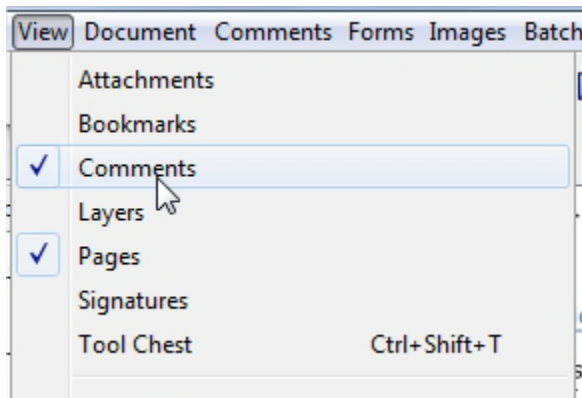 View Document Comments Forms Images Batch
Attachments
Bookmarks
Comments
Layers
Pages
Signatures
Tool Chest Ctrl+Shift+T